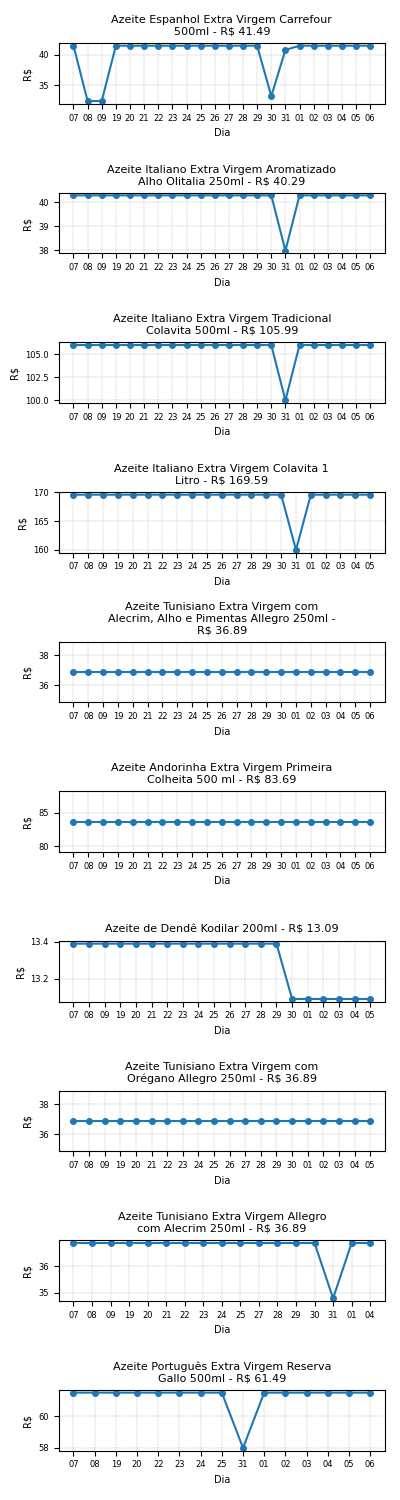 Azeite Espanhol Extra Virgem Carrefour
500ml - R$ 41.49
40
35
R$
07 08 09 19 20 21 22 23 24 25 26 27 28 29 30 31 01 02 03 04 05 06
Dia
Azeite Italiano Extra Virgem Aromatizado
Alho Olitalia 250ml - R$ 40.29
40
39
38
R$
07 08 09 19 20 21 22 23 24 25 26 27 28 29 30 31 01 02 03 04 05 06
Dia
Azeite Italiano Extra Virgem Tradicional
Colavita 500ml - R$ 105.99
105.0
102.5
100.0
R$
07 08 09 19 20 21 22 23 24 25 26 27 28 29 30 31 01 02 03 04 05 06
Dia
Azeite Italiano Extra Virgem Colavita 1
Litro - R$ 169.59
170
165
160
R$
07 08 09 19 20 21 22 23 24 25 26 27 28 29 30 31 01 02 03 04 05
Dia
Azeite Tunisiano Extra Virgem com
Alecrim, Alho e Pimentas Allegro 250ml -
R$ 36.89
38
36
R$
07 08 09 19 20 21 22 23 24 25 26 27 28 29 30 31 01 02 03 04 05 06
Dia
Azeite Andorinha Extra Virgem Primeira
Colheita 500 ml - R$ 83.69
85
80
R$
07 08 09 19 20 21 22 23 24 25 26 27 28 29 30 31 01 02 03 04 05 06
Dia
Azeite de Dendê Kodilar 200ml - R$ 13.09
13.4
13.2
R$
07 08 09 19 20 21 22 23 24 25 26 27 28 29 30 01 02 03 04 05
Dia
Azeite Tunisiano Extra Virgem com
Orégano Allegro 250ml - R$ 36.89
38
36
R$
07 08 09 19 20 21 22 23 24 25 26 27 28 29 30 01 02 03 04 05
Dia
Azeite Tunisiano Extra Virgem Allegro
com Alecrim 250ml - R$ 36.89
36
35
R$
07 08 09 19 20 21 22 23 24 25 27 28 29 30 31 01 04
Dia
Azeite Português Extra Virgem Reserva
Gallo 500ml - R$ 61.49
60
58
R$
07 08 09 20 22 23 24 25 31 01 02 03 04 05 06
Dia